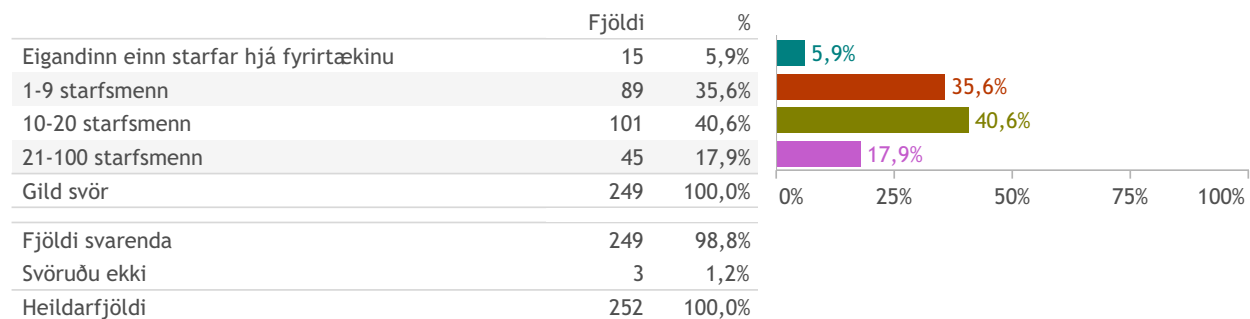 Fjöldi %
Eigandinn einn starfar hjá fyrirtækinu 15 5,9% 5,9%
1-9 starfsmenn 89 35,6% 35,6%
10-20 starfsmenn 101 40,6% 40,6%
21-100 starfsmenn 45 17,9% 17,9%
Gild svör 249 100,0% 0% 25% 50% 75% 100%
Fjöldi svarenda 249 98,8%
Svöruðu ekki 3 1,2%
Heildarfjöldi 252 100,0%